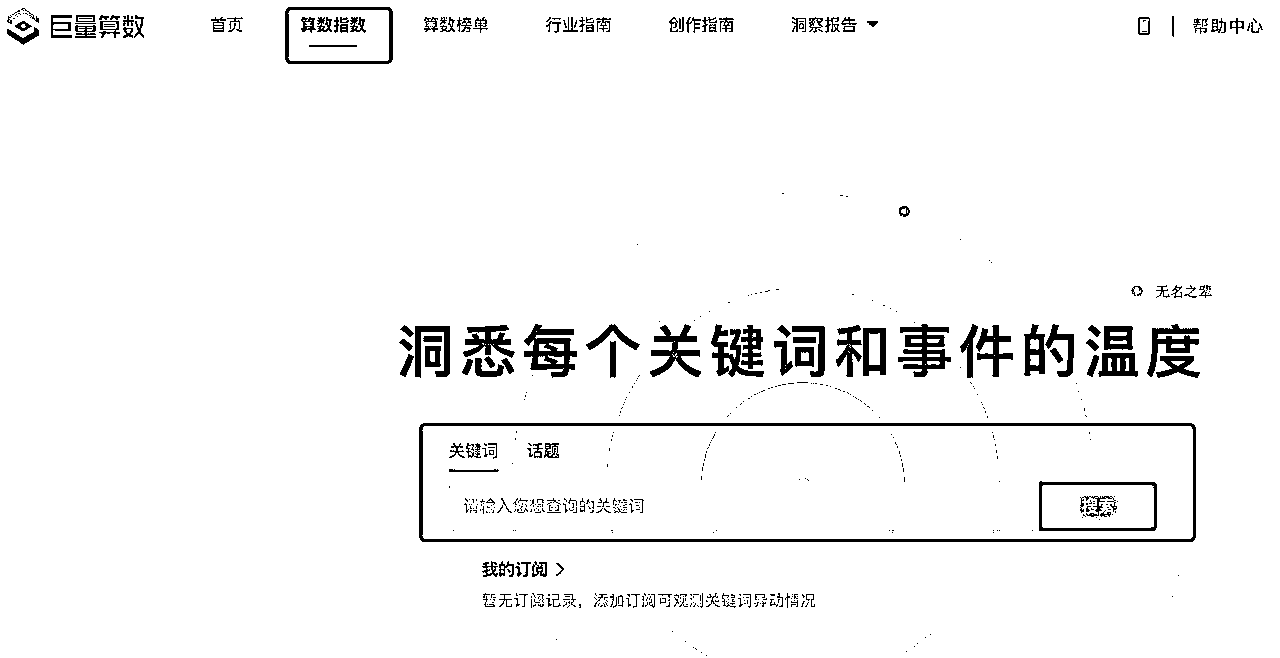 巨量算数 首页 算数指数 算数榜单 行业指南 创作指南 洞察报告 帮助中心
无名之辈
洞悉每个关键词和事件的温度
关键词 话题
请输入您想查询的关键词
搜索
我的订阅
暂无订阅记录，添加订阅可观测关键词异动情况